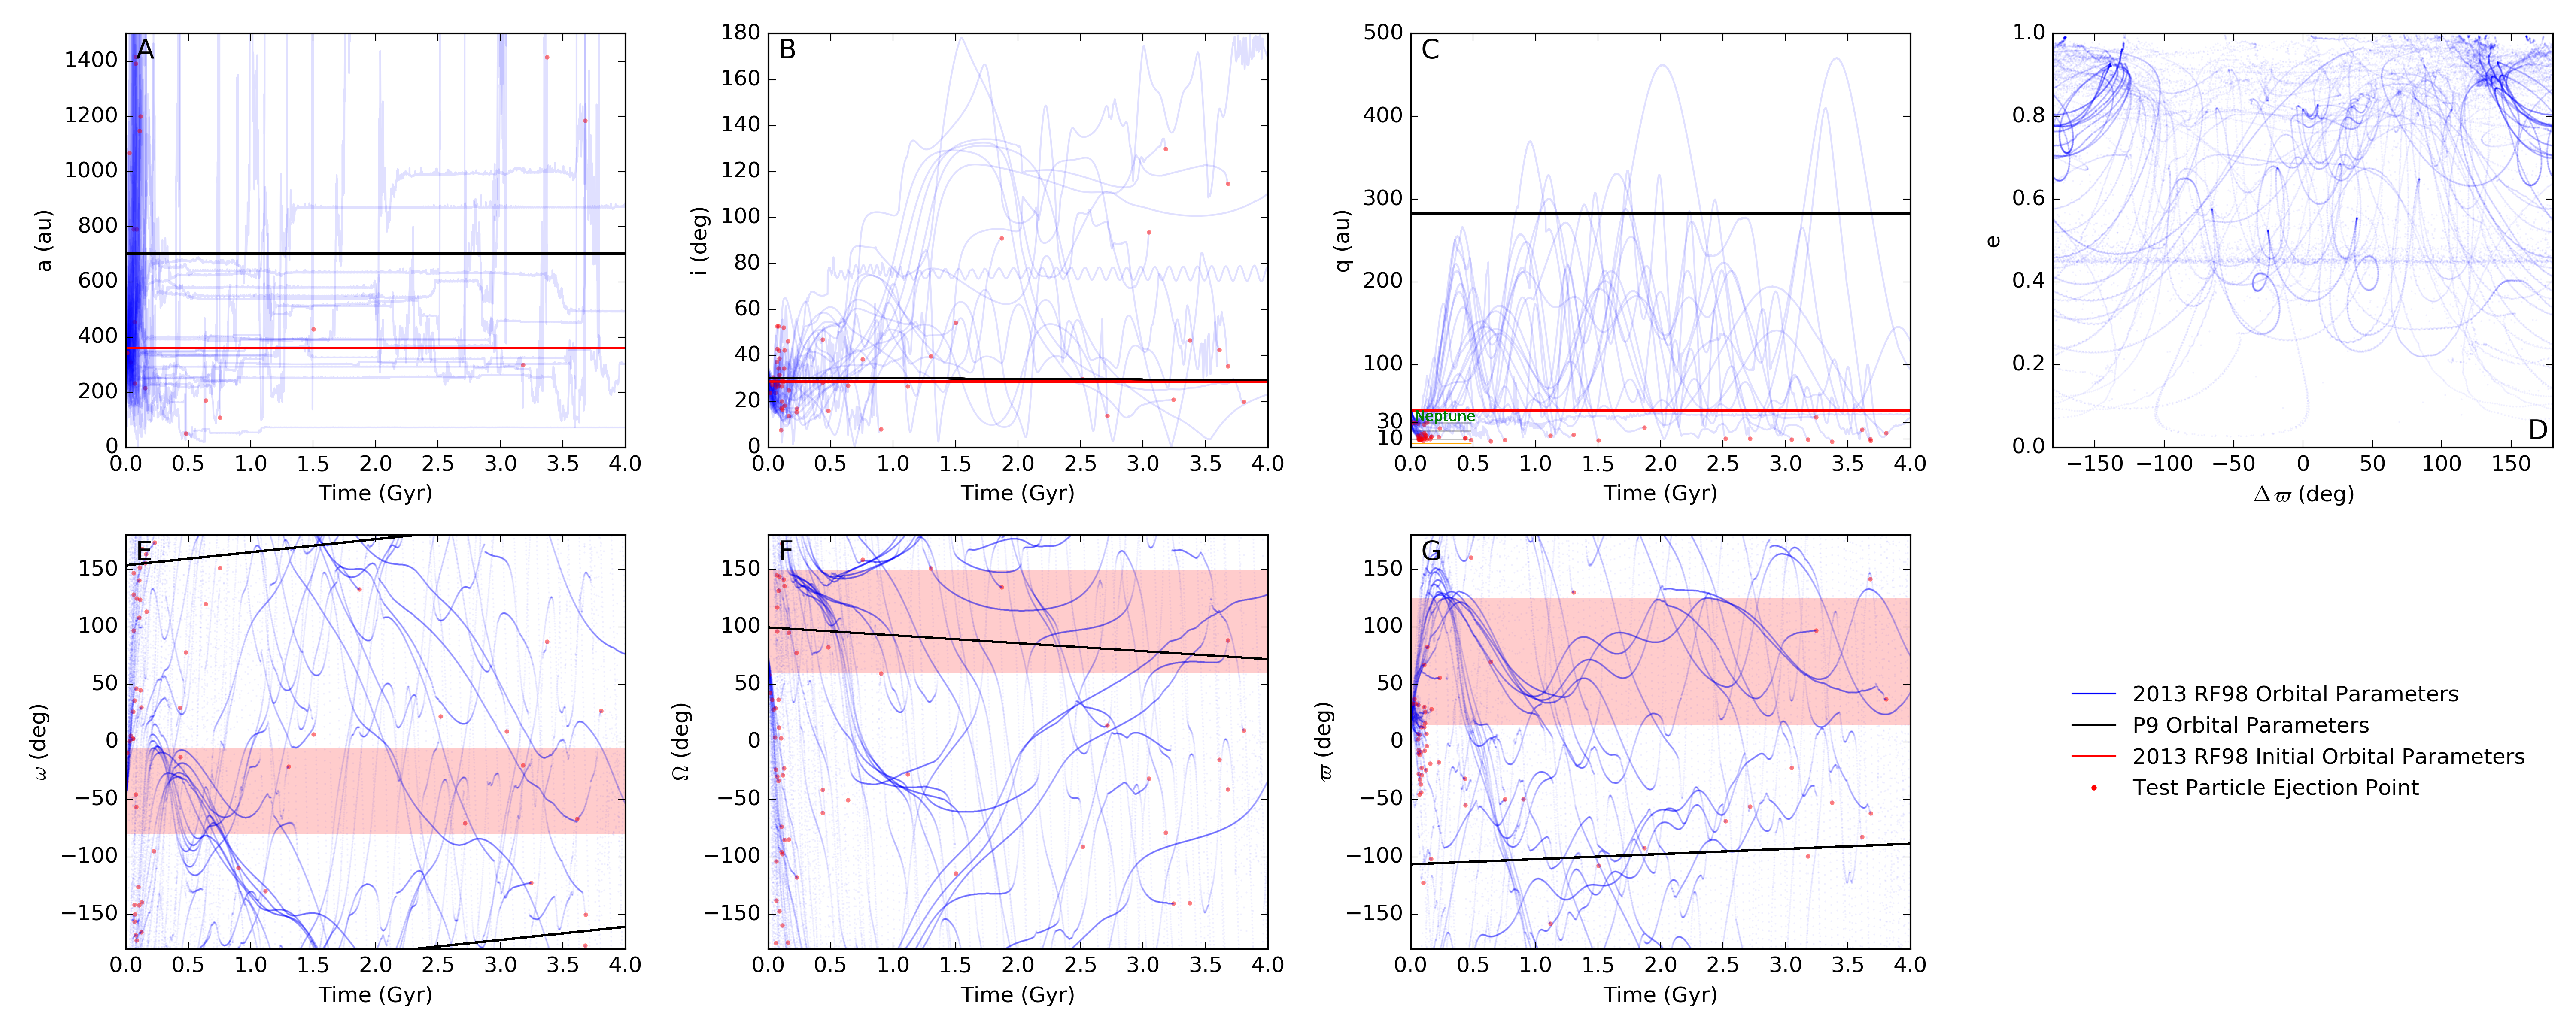 A
1400
1200
1000
800
600
400
200
0
a (au)
0.0 0.5 1.0 1.5 2.0 2.5 3.0 3.5 4.0
Time (Gyr)
B
180
160
140
120
100
80
60
40
20
0
i (deg)
0.0 0.5 1.0 1.5 2.0 2.5 3.0 3.5 4.0
Time (Gyr)
C
500
400
300
200
100
30
10
q (au)
Neptune
0.0 0.5 1.0 1.5 2.0 2.5 3.0 3.5 4.0
Time (Gyr)
1.0
0.8
0.6
0.4
0.2
0.0
e
D
−150 −100 −50 0 50 100 150
Δ ϖ (deg)
E
150
100
50
0
−50
−100
−150
ω (deg)
0.0 0.5 1.0 1.5 2.0 2.5 3.0 3.5 4.0
Time (Gyr)
F
150
100
50
0
−50
−100
−150
Ω (deg)
0.0 0.5 1.0 1.5 2.0 2.5 3.0 3.5 4.0
Time (Gyr)
G
150
100
50
0
−50
−100
−150
ϖ (deg)
0.0 0.5 1.0 1.5 2.0 2.5 3.0 3.5 4.0
Time (Gyr)
2013 RF98 Orbital Parameters
P9 Orbital Parameters
2013 RF98 Initial Orbital Parameters
Test Particle Ejection Point